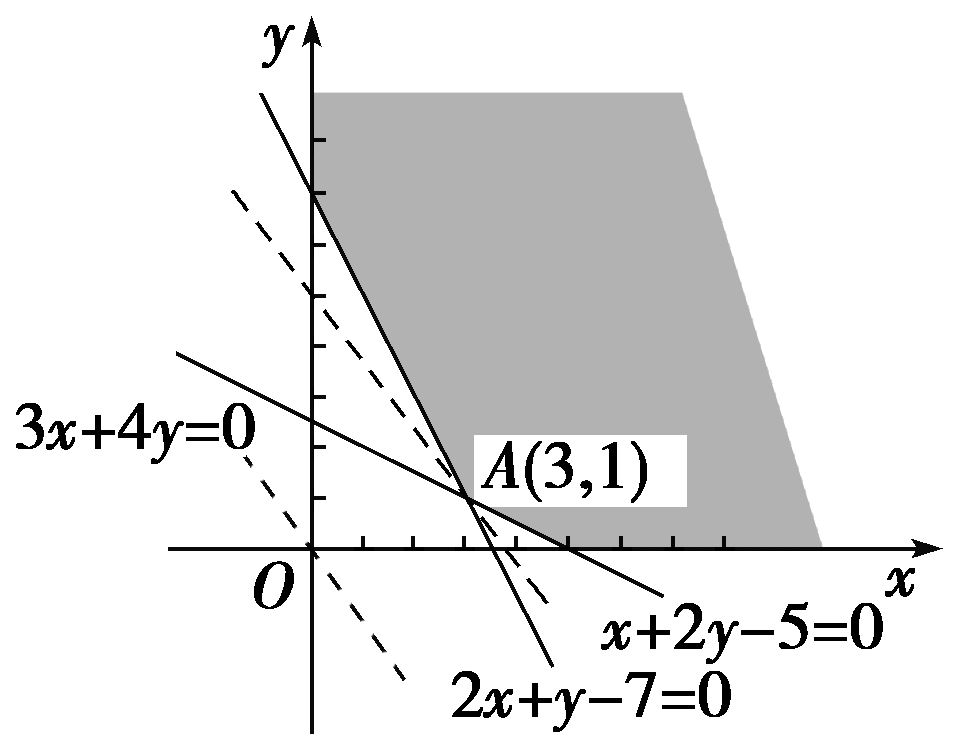 y
3x+4y=0
A(3,1)
O
x
x+2y−5=0
2x+y−7=0